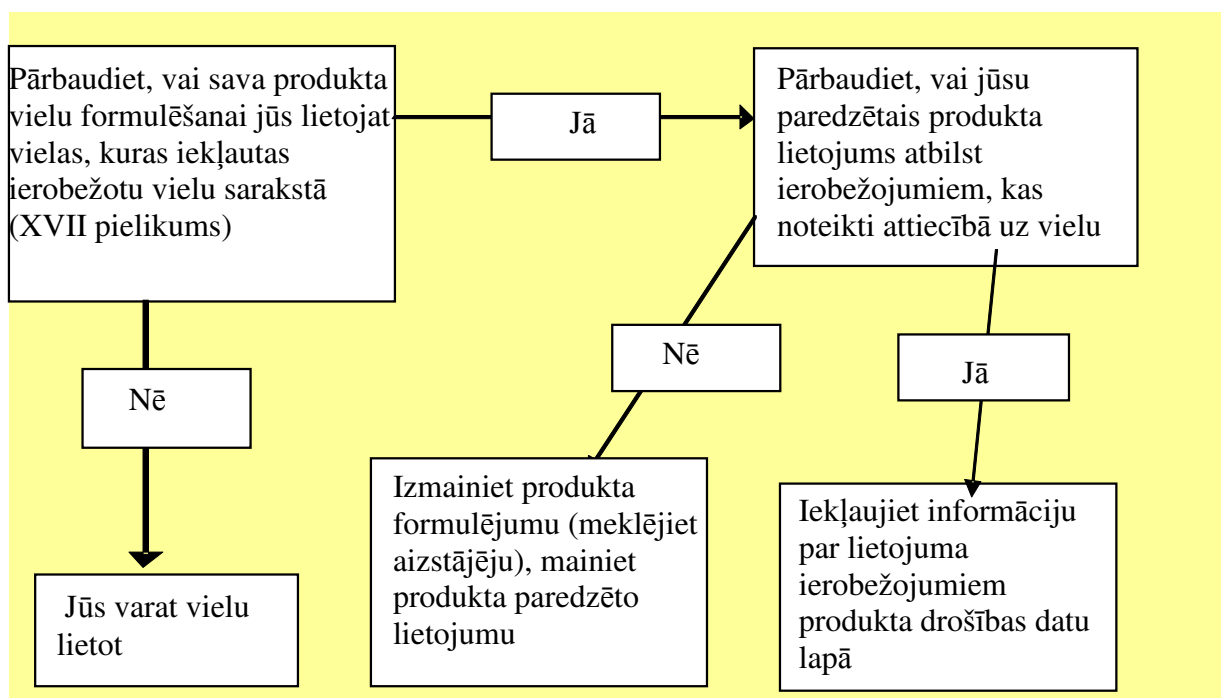 Pārbaudiet, vai sava produkta
vielu formulēšanai jūs lietojat
vielas, kuras iekļautas
ierobežotu vielu sarakstā
(XVII pielikums)
Jā
Pārbaudiet, vai jūsu
paredzētais produkta
lietojums atbilst
ierobežojumiem, kas
noteikti attiecībā uz vielu
Nē
Nē
Jā
Jūs varat vielu
lietot
Izmainiet produkta
formulējumu (meklējiet
aizstājēju), mainiet
produkta paredzēto
lietojumu
Iekļaujiet informāciju
par lietojuma
ierobežojumiem
produkta drošības datu
lapā